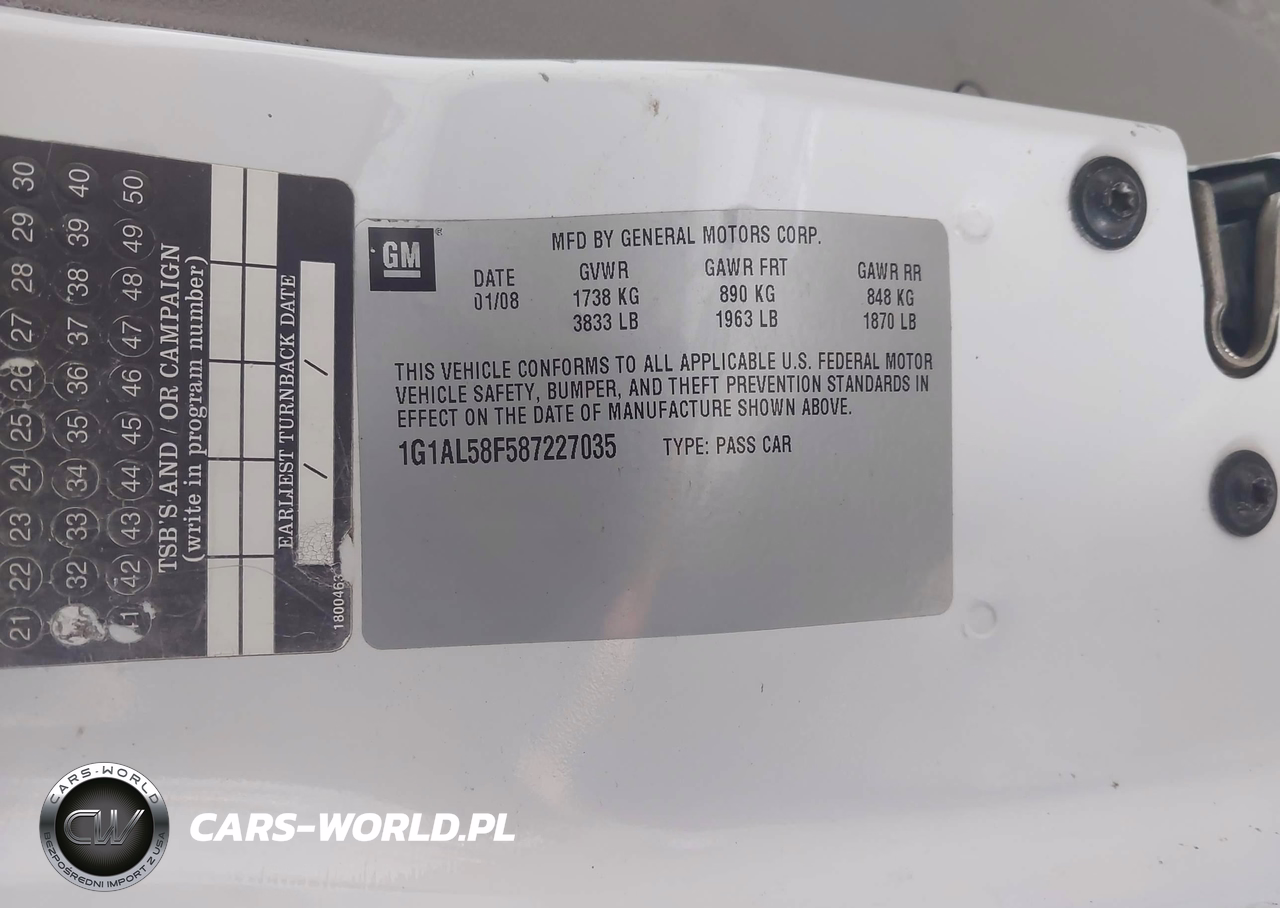 30 40 50
29 39 49
28 38 48
27 37 47
26 36 46
25 35 45
24 34 44
23 33 43
22 32 42
21
TSB'S AND / OR CAMPAIGN
(write in program number)
EARLIEST TURNBACK DATE
/ /
GM
®
MFD BY GENERAL MOTORS CORP.
DATE GVWR GAWR FRT GAWR RR
01/08 1738 KG 890 KG 848 KG
3833 LB 1963 LB 1870 LB
THIS VEHICLE CONFORMS TO ALL APPLICABLE U.S. FEDERAL MOTOR
VEHICLE SAFETY, BUMPER, AND THEFT PREVENTION STANDARDS IN
EFFECT ON THE DATE OF MANUFACTURE SHOWN ABOVE.
1G1AL58F587227035 TYPE: PASS CAR
CARS-WORLD
CW
BEZPOŚREDNI IMPORT Z USA
CARS-WORLD.PL